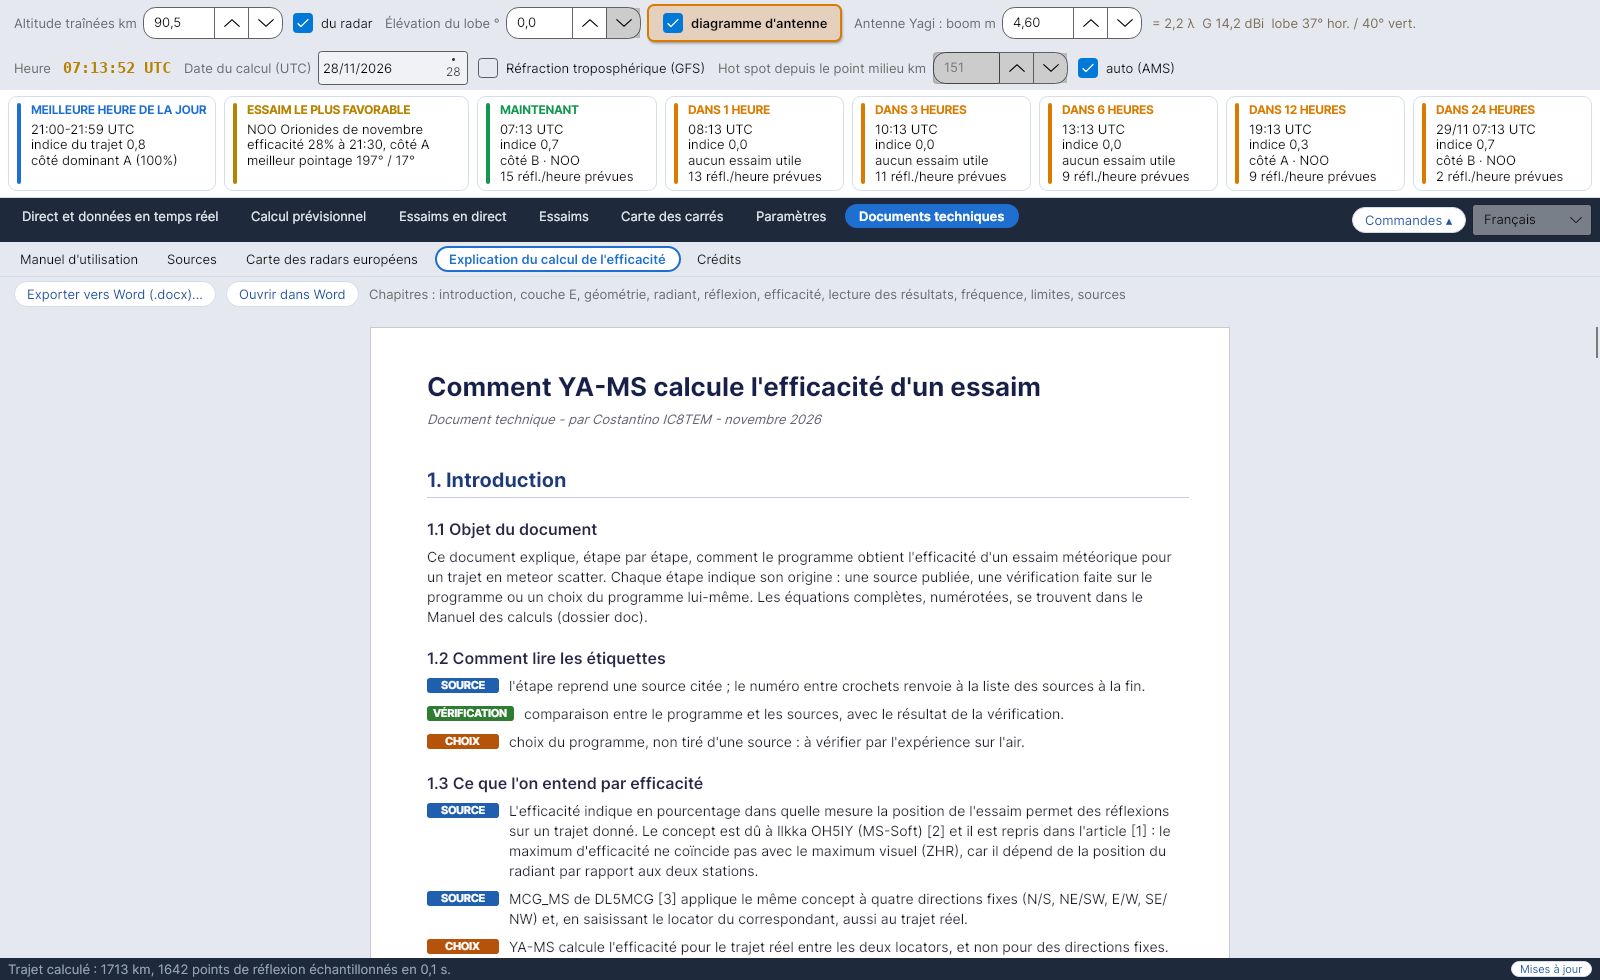 Altitude traînées km 90,5 du radar Élévation du lobe ° 0,0 diagramme d'antenne Antenne Yagi : boom m 4,60 = 2,2 λ G 14,2 dBi lobe 37° hor. / 40° vert.
Heure 07:13:52 UTC Date du calcul (UTC) 28/11/2026 28 Réfraction troposphérique (GFS) Hot spot depuis le point milieu km 151 auto (AMS)
MEILLEURE HEURE DE LA JOUR
21:00-21:59 UTC
indice du trajet 0,8
côté dominant A (100%)
ESSAIM LE PLUS FAVORABLE
NOO Orionides de novembre
efficacité 28% à 21:30, côté A
meilleur pointage 197° / 17°
MAINTENANT
07:13 UTC
indice 0,7
côté B · NOO
15 réfl./heure prévues
DANS 1 HEURE
08:13 UTC
indice 0,0
aucun essaim utile
13 réfl./heure prévues
DANS 3 HEURES
10:13 UTC
indice 0,0
aucun essaim utile
11 réfl./heure prévues
DANS 6 HEURES
13:13 UTC
indice 0,0
aucun essaim utile
9 réfl./heure prévues
DANS 12 HEURES
19:13 UTC
indice 0,3
côté A · NOO
9 réfl./heure prévues
DANS 24 HEURES
29/11 07:13 UTC
indice 0,7
côté B · NOO
2 réfl./heure prévues
Direct et données en temps réel Calcul prévisionnel Essaims en direct Essaims Carte des carrés Paramètres Documents techniques Commandes ▴ Français
Manuel d'utilisation Sources Carte des radars européens Explication du calcul de l'efficacité Crédits
Exporter vers Word (.docx)... Ouvrir dans Word Chapitres : introduction, couche E, géométrie, radiant, réflexion, efficacité, lecture des résultats, fréquence, limites, sources
Comment YA-MS calcule l'efficacité d'un essaim
Document technique - par Costantino IC8TEM - novembre 2026
1. Introduction
1.1 Objet du document
Ce document explique, étape par étape, comment le programme obtient l'efficacité d'un essaim météorique pour
un trajet en meteor scatter. Chaque étape indique son origine : une source publiée, une vérification faite sur le
programme ou un choix du programme lui-même. Les équations complètes, numérotées, se trouvent dans le
Manuel des calculs (dossier doc).
1.2 Comment lire les étiquettes
SOURCE l'étape reprend une source citée ; le numéro entre crochets renvoie à la liste des sources à la fin.
VÉRIFICATION comparaison entre le programme et les sources, avec le résultat de la vérification.
CHOIX choix du programme, non tiré d'une source : à vérifier par l'expérience sur l'air.
1.3 Ce que l'on entend par efficacité
SOURCE L'efficacité indique en pourcentage dans quelle mesure la position de l'essaim permet des réflexions
sur un trajet donné. Le concept est dû à Ilkka OH5IY (MS-Soft) [2] et il est repris dans l'article [1] : le
maximum d'efficacité ne coïncide pas avec le maximum visuel (ZHR), car il dépend de la position du
radiant par rapport aux deux stations.
SOURCE MCG_MS de DL5MCG [3] applique le même concept à quatre directions fixes (N/S, NE/SW, E/W, SE/
NW) et, en saisissant le locator du correspondant, aussi au trajet réel.
CHOIX YA-MS calcule l'efficacité pour le trajet réel entre les deux locators, et non pour des directions fixes.
Trajet calculé : 1713 km, 1642 points de réflexion échantillonnés en 0,1 s. Mises à jour